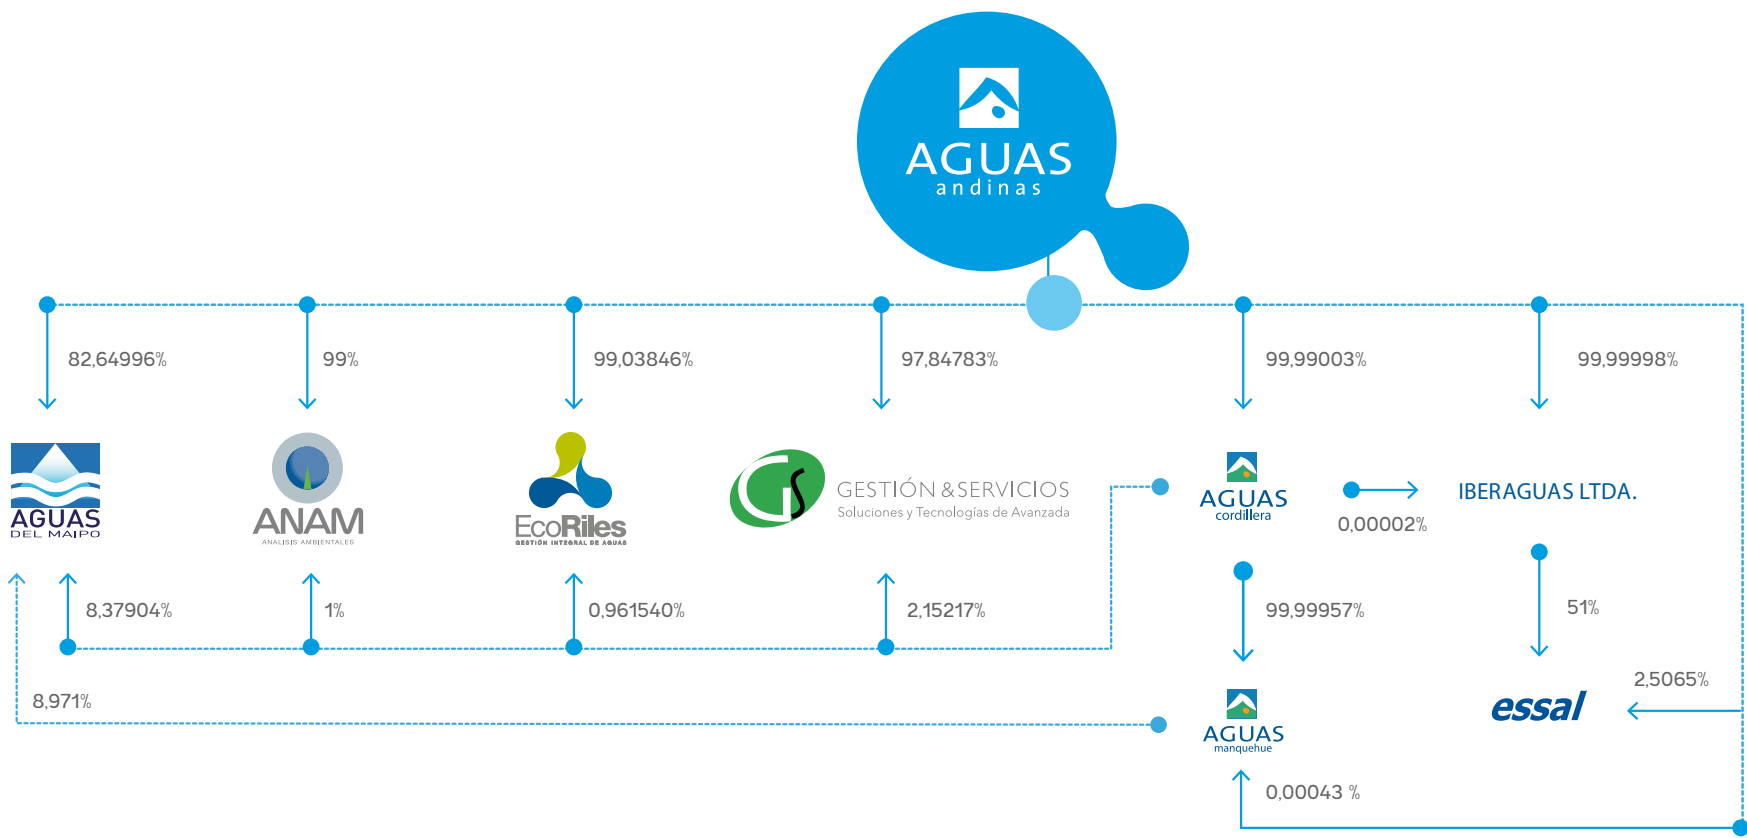 AGUAS
andinas
82,64996%
99%
99,03846%
97,84783%
99,99003%
99,99998%
AGUAS
DEL MAIPO
ANAM
ANALISIS AMBIENTALES
EcoRiles
GESTIÓN INTEGRAL DE AGUAS
GS
GESTIÓN & SERVICIOS
Soluciones y Tecnologías de Avanzada
AGUAS
cordillera
0,00002%
IBERAGUAS LTDA.
8,37904%
1%
0,961540%
2,15217%
99,99957%
51%
8,971%
2,5065%
essal
AGUAS
manquehue
0,00043 %